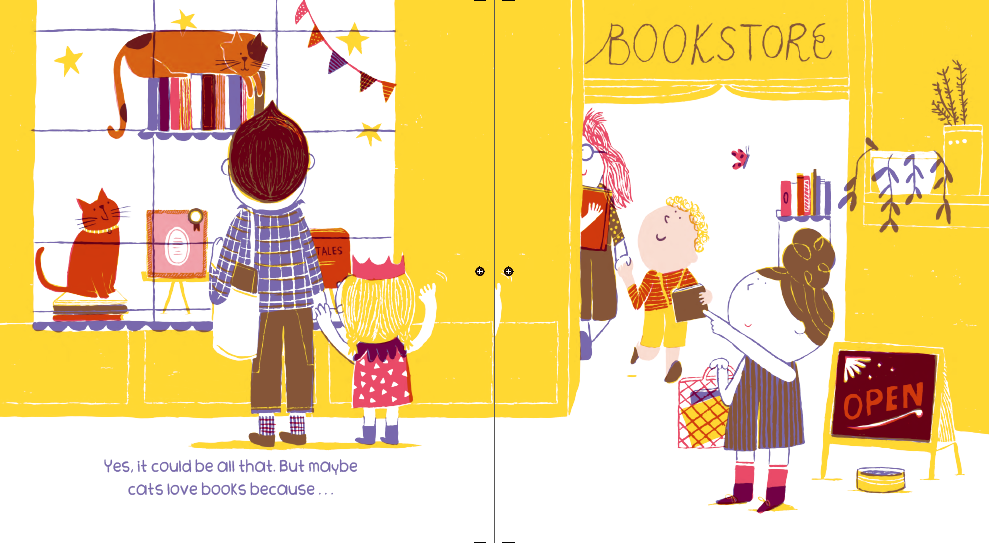 BOOKSTORE
TALES
OPEN
Yes, it could be all that. But maybe
cats love books because ...